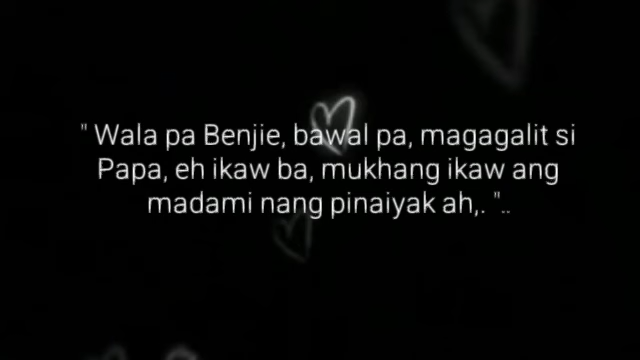 " Wala pa Benjie, bawal pa, magagalit si
Papa, eh ikaw ba, mukhang ikaw ang
madami nang pinaiyak ah,. "..